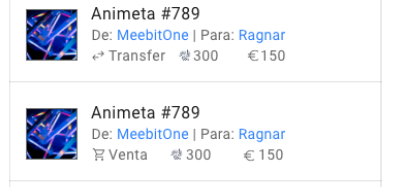 Animeta #789
De: MeebitOne | Para: Ragnar
Transfer 300 €150
Animeta #789
De: MeebitOne | Para: Ragnar
Venta 300 €150